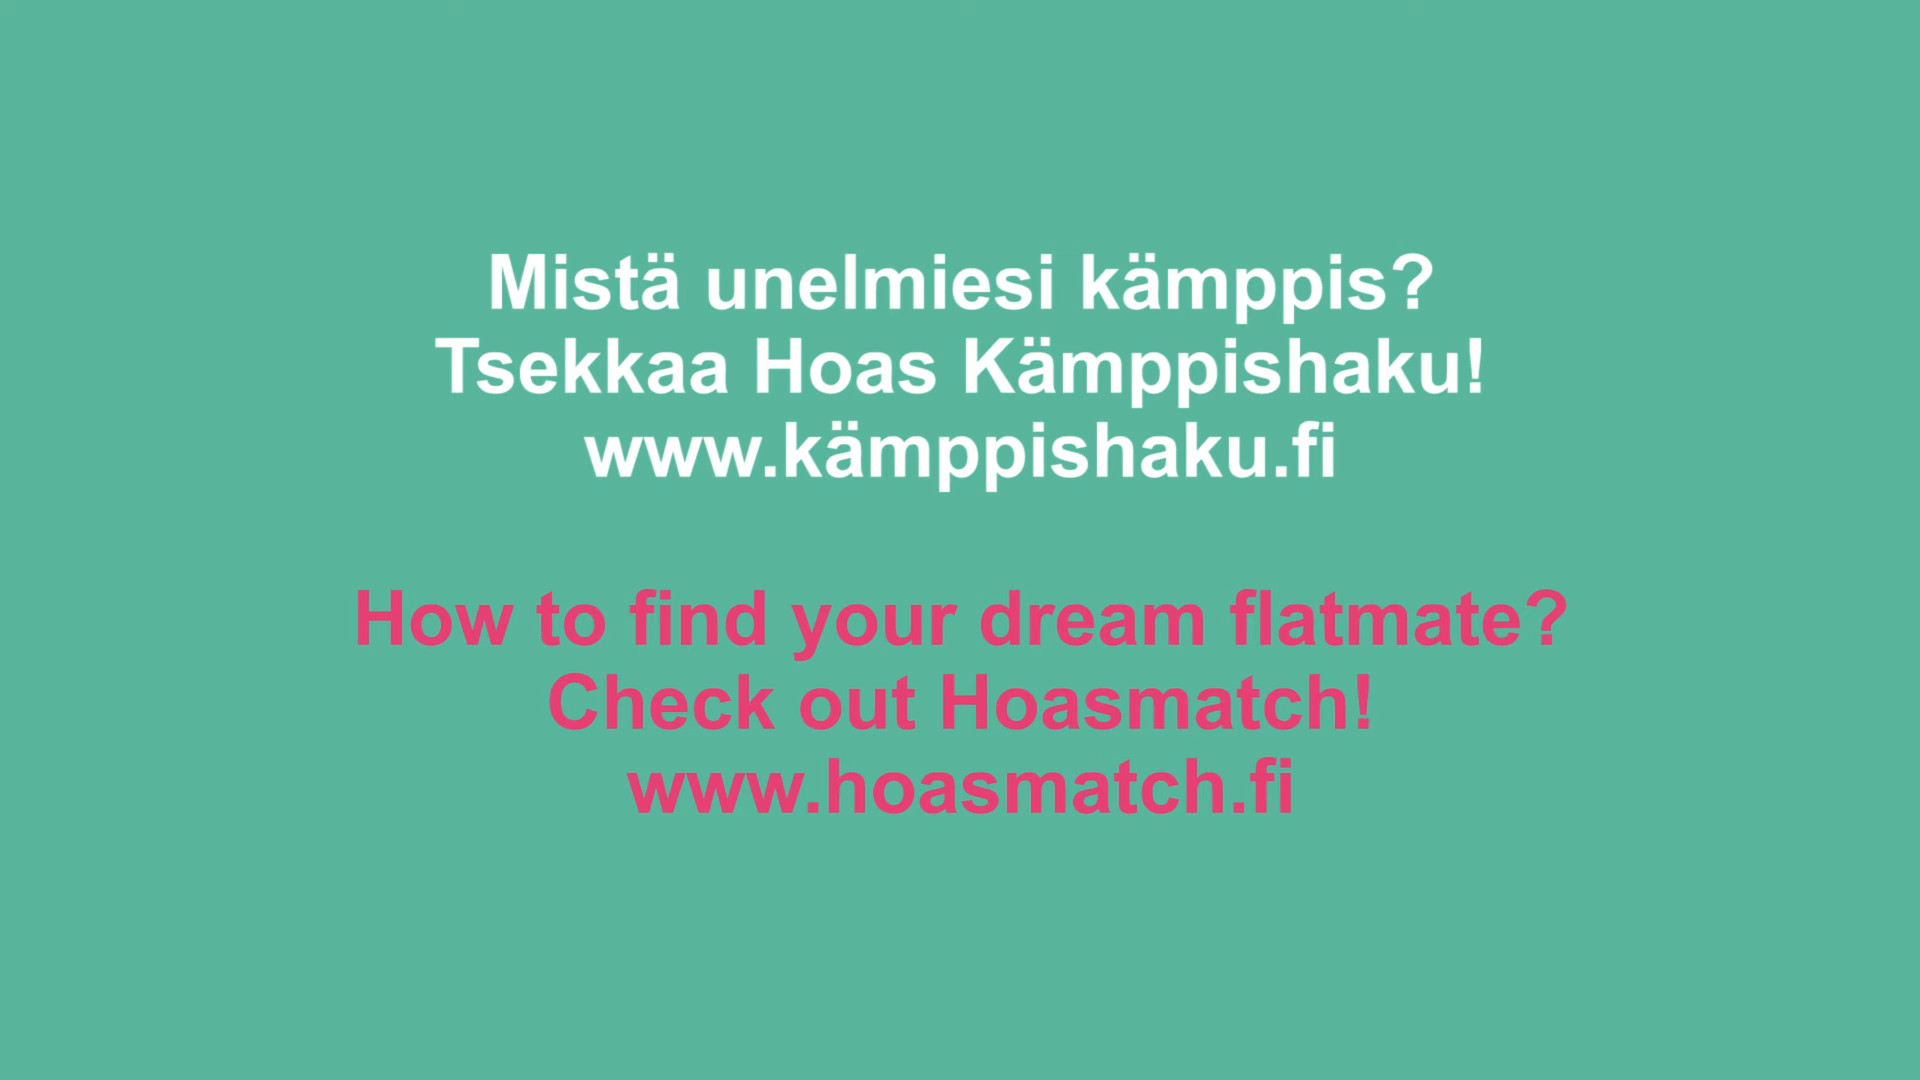 Mistä unelmiesi kämppis?
Tsekkaa Hoas Kämppishaku!
www.kämppishaku.fi
How to find your dream flatmate?
Check out Hoasmatch!
www.hoasmatch.fi